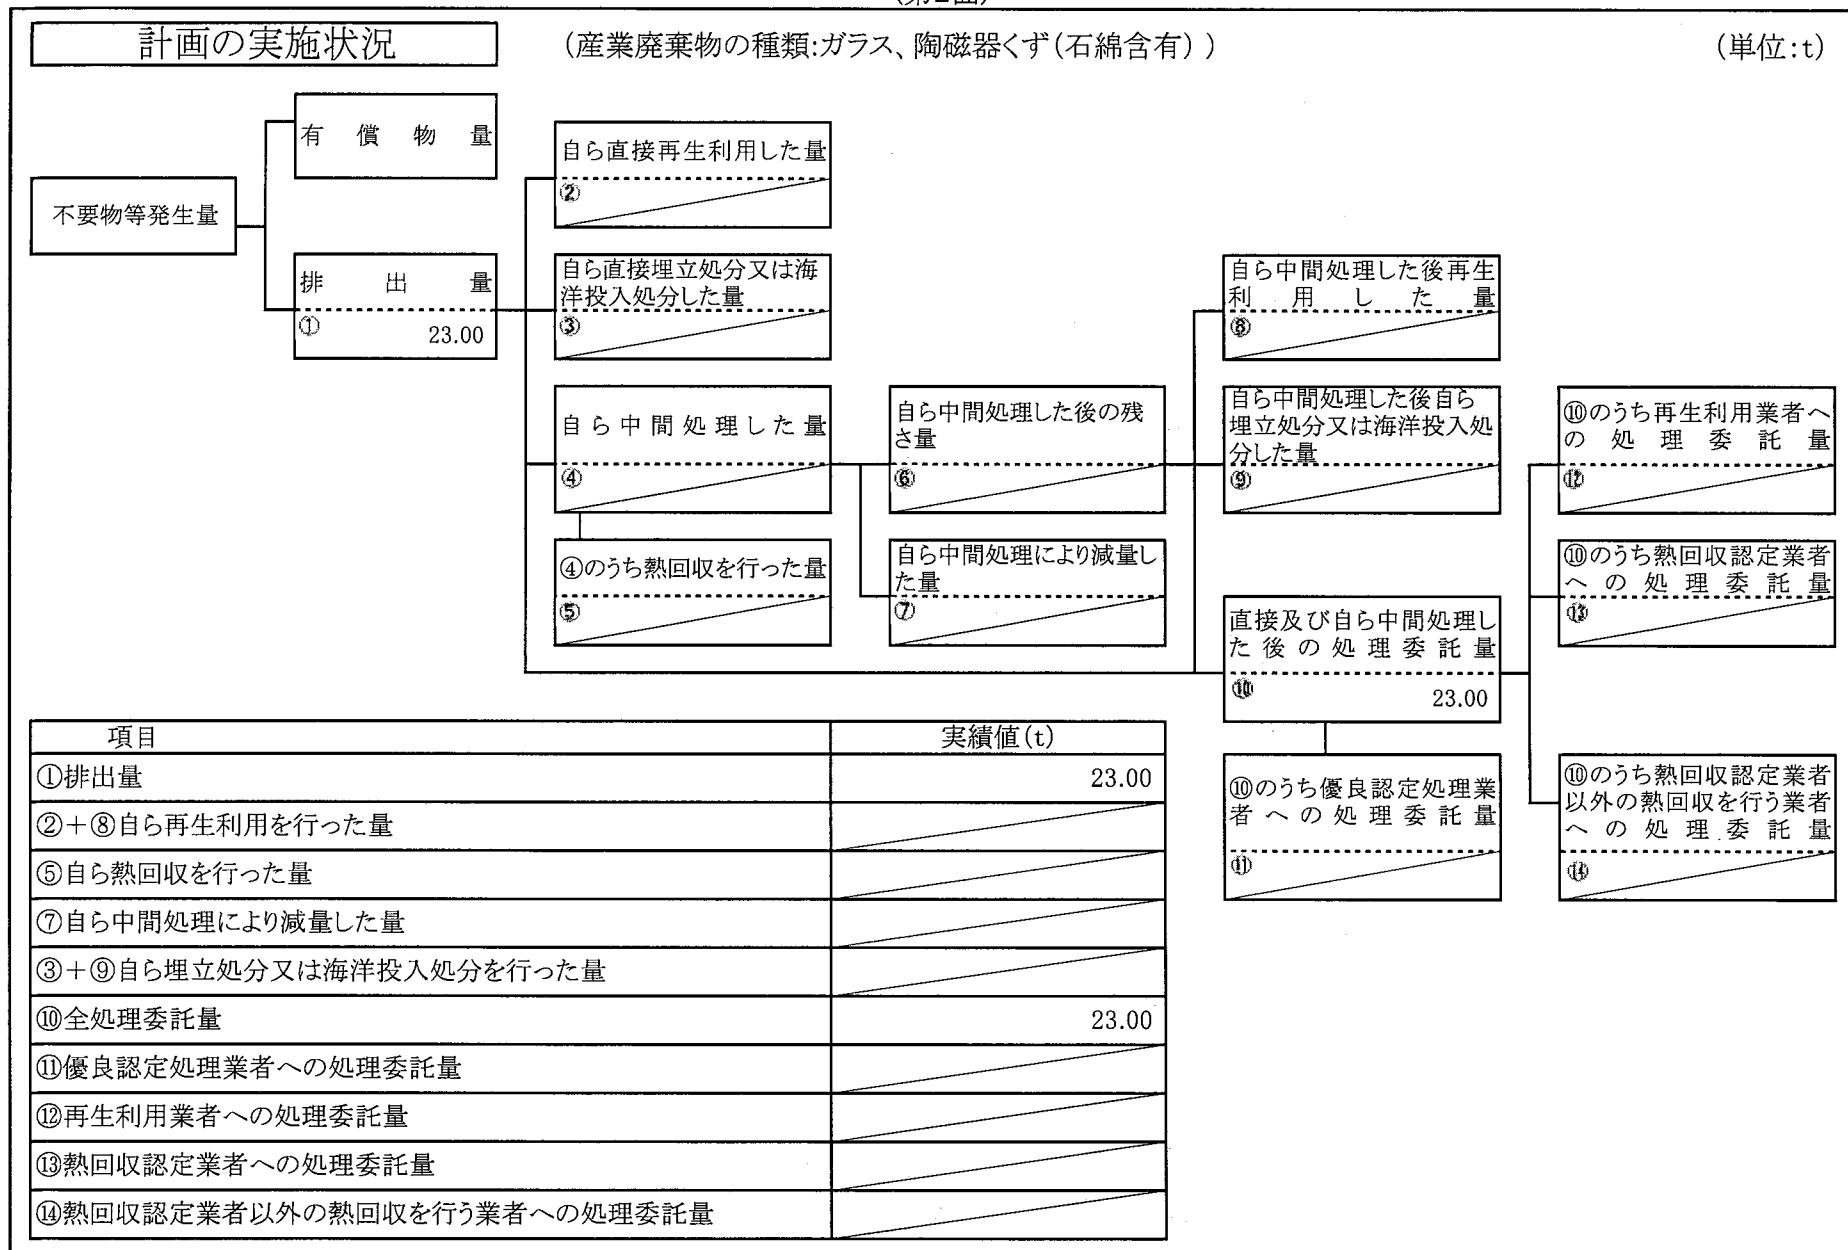 (第2面)
計画の実施状況
(産業廃棄物の種類:ガラス、陶磁器くず(石綿含有))
(単位:t)
有償物量
不要物等発生量
排出量
① 23.00
自ら直接再生利用した量
②
自ら直接埋立処分又は海
洋投入処分した量
③
自ら中間処理した量
④
④のうち熱回収を行った量
⑤
自ら中間処理した後の残
さ量
⑥
自ら中間処理により減量し
た量
⑦
自ら中間処理した後再生
利用した量
⑧
自ら中間処理した後自ら
埋立処分又は海洋投入処
分した量
⑨
直接及び自ら中間処理し
た後の処理委託量
⑩ 23.00
⑩のうち優良認定処理業
者への処理委託量
⑪
⑩のうち再生利用業者へ
の処理委託量
⑫
⑩のうち熱回収認定業者
への処理委託量
⑬
⑩のうち熱回収認定業者
以外の熱回収を行う業者
への処理委託量
⑭
項目 実績値(t)
①排出量 23.00
②+⑧自ら再生利用を行った量
⑤自ら熱回収を行った量
⑦自ら中間処理により減量した量
③+⑨自ら埋立処分又は海洋投入処分を行った量
⑩全処理委託量 23.00
⑪優良認定処理業者への処理委託量
⑫再生利用業者への処理委託量
⑬熱回収認定業者への処理委託量
⑭熱回収認定業者以外の熱回収を行う業者への処理委託量